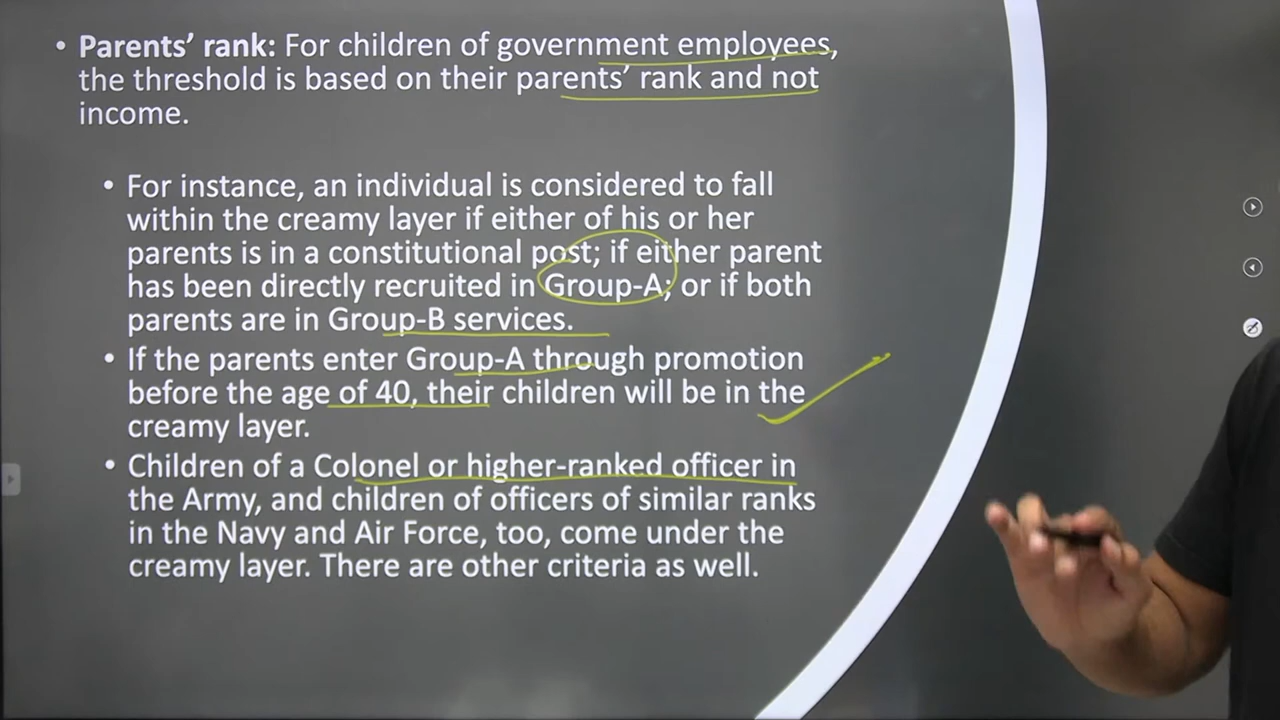 • Parents’ rank: For children of government employees,
the threshold is based on their parents’ rank and not
income.
• For instance, an individual is considered to fall
within the creamy layer if either of his or her
parents is in a constitutional post; if either parent
has been directly recruited in Group-A; or if both
parents are in Group-B services.
• If the parents enter Group-A through promotion
before the age of 40, their children will be in the
creamy layer.
• Children of a Colonel or higher-ranked officer in
the Army, and children of officers of similar ranks
in the Navy and Air Force, too, come under the
creamy layer. There are other criteria as well.